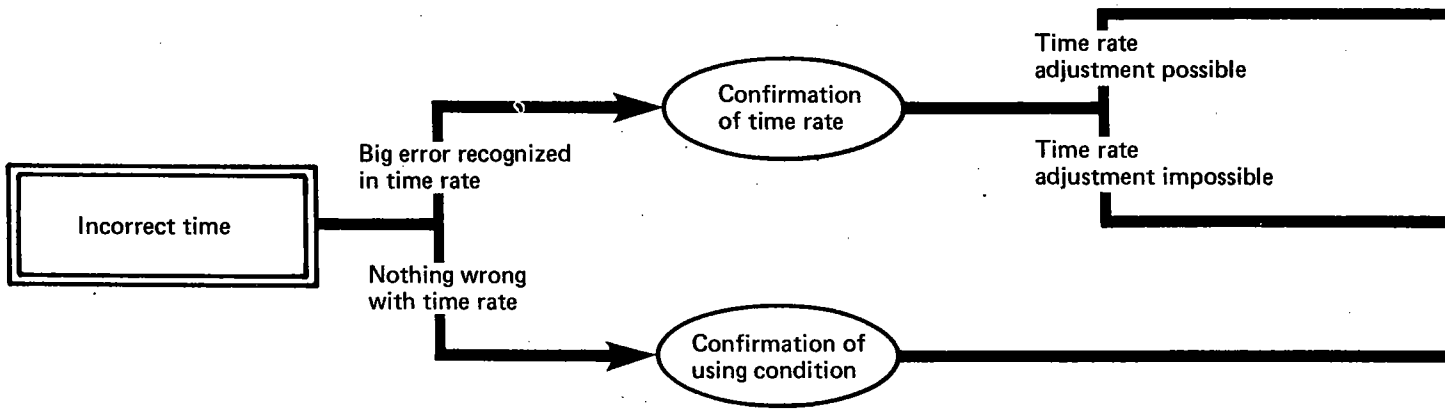 Incorrect time
Big error recognized
in time rate
Nothing wrong
with time rate
Confirmation
of time rate
Confirmation of
using condition
Time rate
adjustment possible
Time rate
adjustment impossible